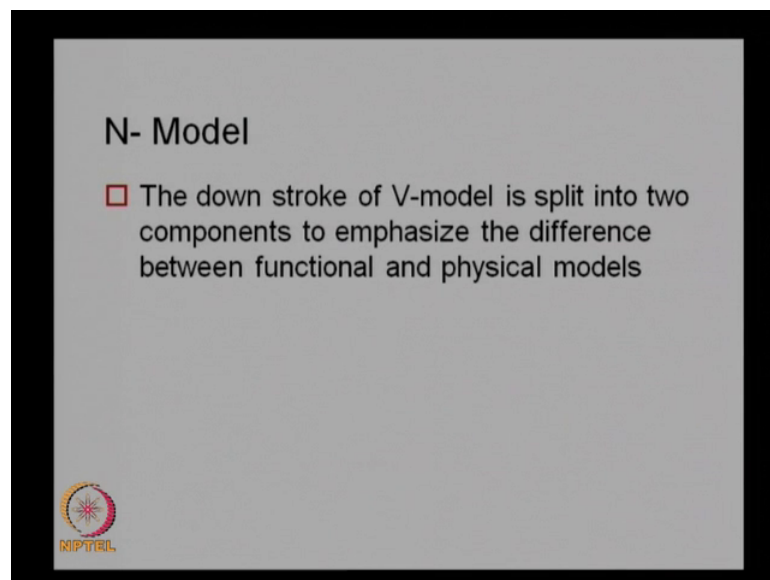 N- Model
The down stroke of V-model is split into two
components to emphasize the difference
between functional and physical models
NPTEL